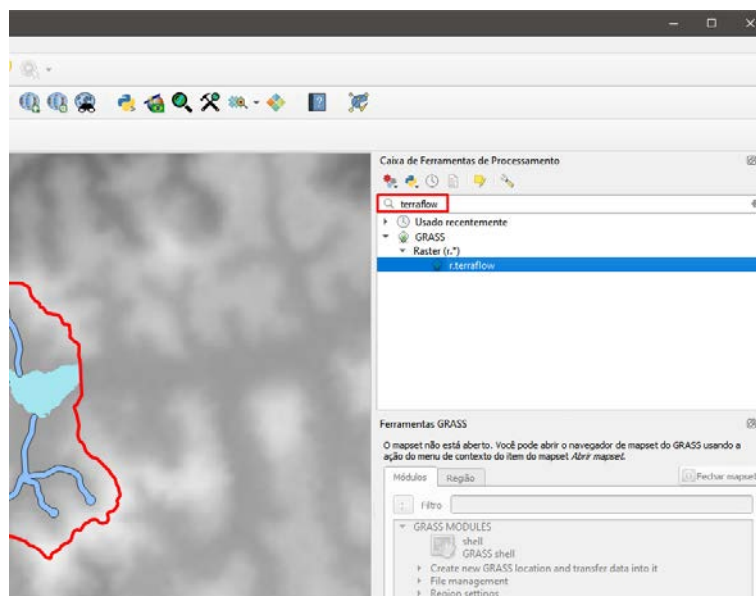 Caixa de Ferramentas de Processamento
terraflow
Usado recentemente
GRASS
Raster (r.*)
r.terraflow
Ferramentas GRASS
O mapset não está aberto. Você pode abrir o navegador de mapset do GRASS usando a
ação do menu de contexto do item do mapset Abrir mapset.
Módulos Região Fechar mapset
Filtro
GRASS MODULES
shell
GRASS shell
Create new GRASS location and transfer data into it
File management
Region settings